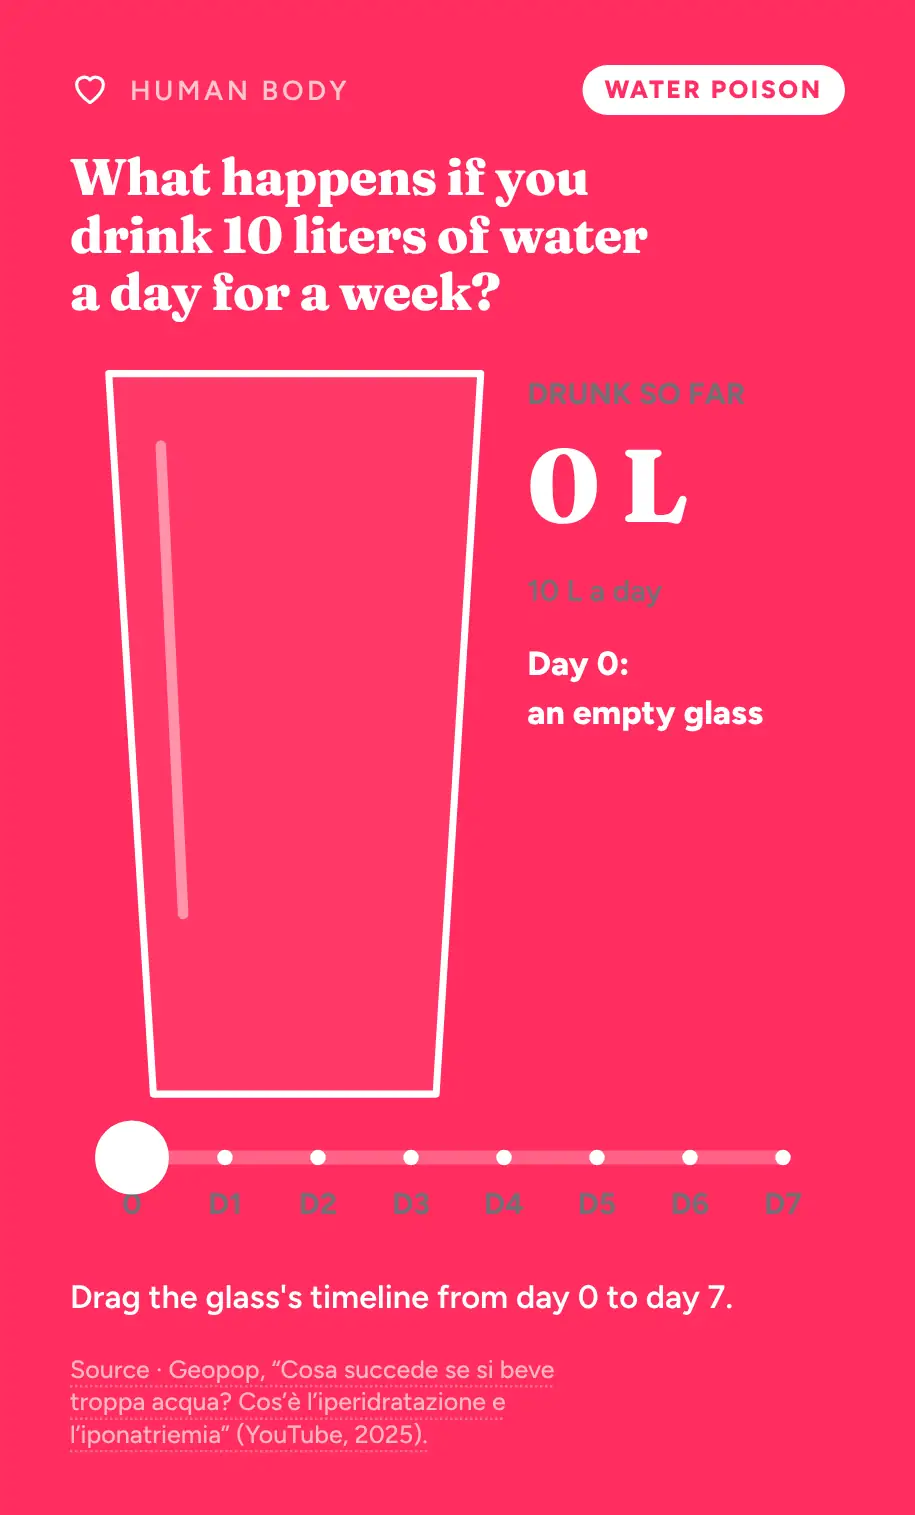 HUMAN BODY
WATER POISON
What happens if you
drink 10 liters of water
a day for a week?
DRUNK SO FAR
0 L
10 L a day
Day 0:
an empty glass
0 D1 D2 D3 D4 D5 D6 D7
Drag the glass's timeline from day 0 to day 7.
Source · Geopop, “Cosa succede se si beve
troppa acqua? Cos’è l’iperidratazione e
l’iponatriemia” (YouTube, 2025).